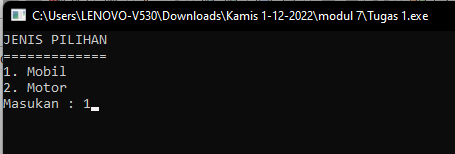 C:\Users\LENOVO-V530\Downloads\Kamis 1-12-2022\modul 7\Tugas 1.exe
JENIS PILIHAN
=============
1. Mobil
2. Motor
Masukan : 1